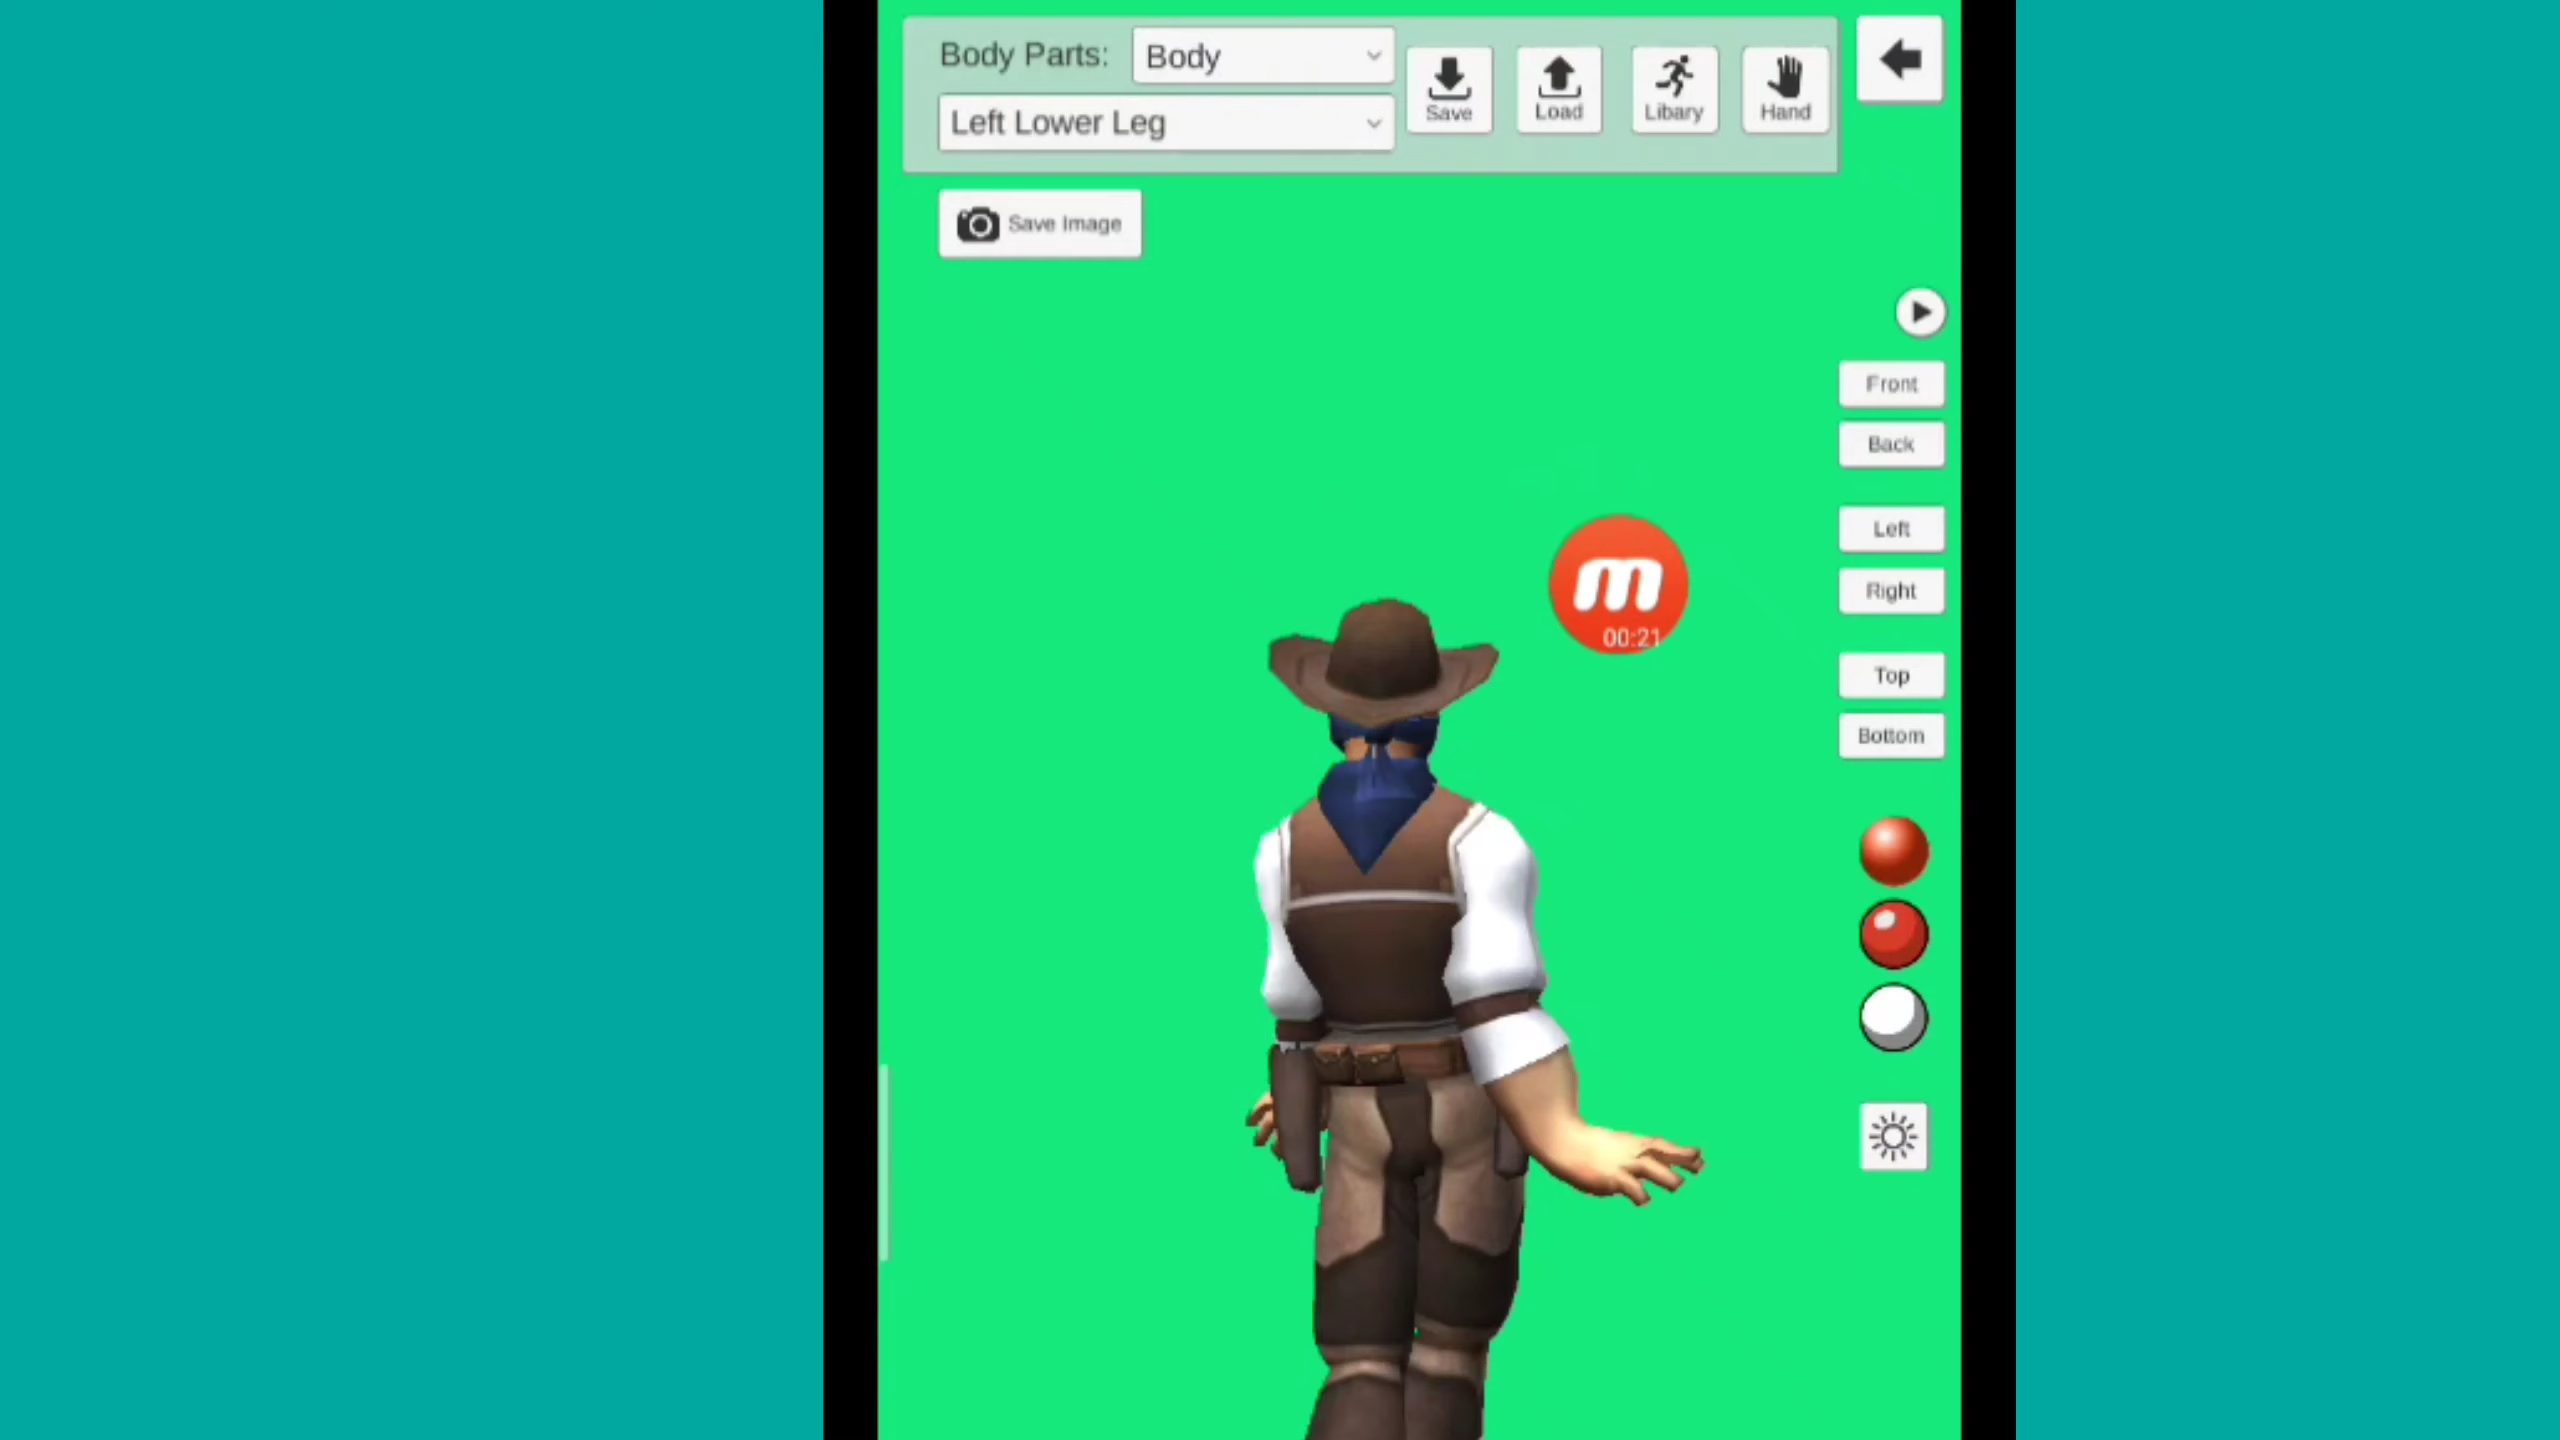 Body Parts:
Body
Left Lower Leg
Save
Load
Libary
Hand
Save Image
Front
Back
Left
Right
m
00:21
Top
Bottom